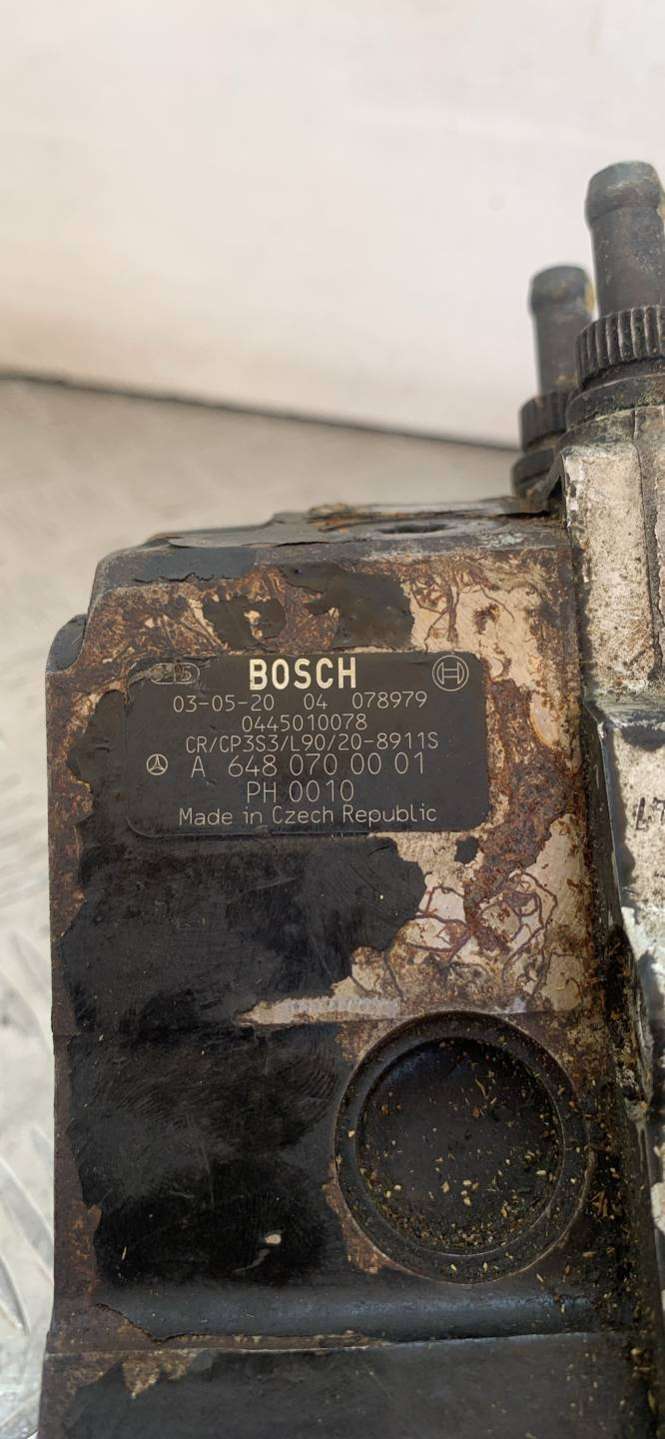 BOSCH
03-05-20 04 078979
0445010078
CR/CP3S3/L90/20-8911S
A 648 070 00 01
PH 0010
Made in Czech Republic